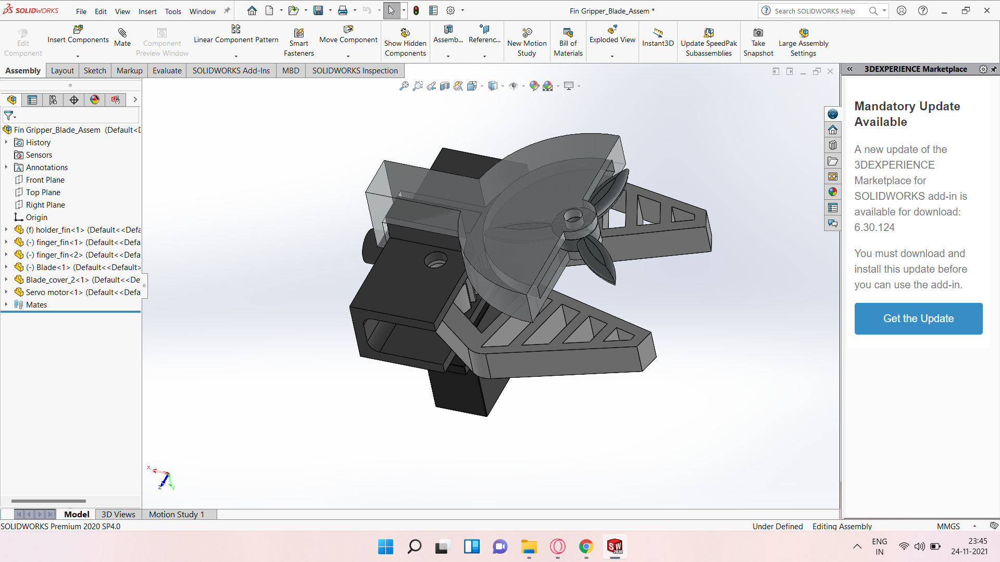 SOLIDWORKS File Edit View Insert Tools Window Fin Gripper_Blade_Assem * Search SOLIDWORKS Help
Edit Component
Insert Components
Mate
Component Preview Window
Linear Component Pattern
Smart Fasteners
Move Component
Show Hidden Components
Assemb...
Referenc...
New Motion Study
Bill of Materials
Exploded View
Instant3D
Update SpeedPak Subassemblies
Take Snapshot
Large Assembly Settings
Assembly Layout Sketch Markup Evaluate SOLIDWORKS Add-Ins MBD SOLIDWORKS Inspection
Fin Gripper_Blade_Assem (Default<D
History
Sensors
Annotations
Front Plane
Top Plane
Right Plane
Origin
(f) holder_fin<1> (Default<<Defa
(-) finger_fin<1> (Default<<Defa
(-) finger_fin<2> (Default<<Defa
(-) Blade<1> (Default<<Default>
Blade_cover_2<1> (Default<<De
Servo motor<1> (Default<<Defa
Mates
X
Z
Y
3DEXPERIENCE Marketplace
Mandatory Update
Available
A new update of the
3DEXPERIENCE
Marketplace for
SOLIDWORKS add-in is
available for download:
6.30.124
You must download and
install this update before
you can use the add-in.
Get the Update
Model 3D Views Motion Study 1
SOLIDWORKS Premium 2020 SP4.0 Under Defined Editing Assembly MMGS
SW
2020
ENG
IN
23:45
24-11-2021